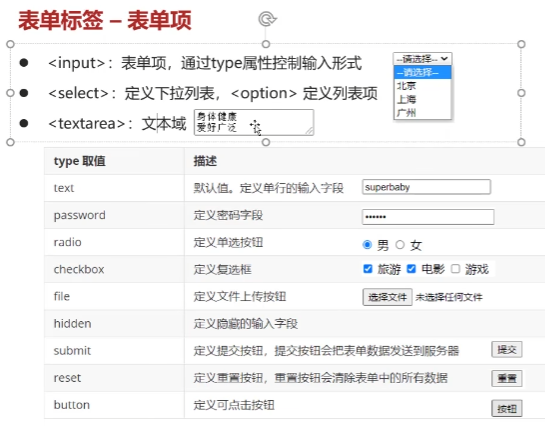 表单标签 – 表单项
● <input>：表单项，通过type属性控制输入形式
● <select>：定义下拉列表，<option> 定义列表项
● <textarea>：文本域
--请选择--
--请选择--
北京
上海
广州
身体健康
爱好广泛
type 取值 描述
text 默认值。定义单行的输入字段 superbaby
password 定义密码字段 ••••••
radio 定义单选按钮 男 女
checkbox 定义复选框 旅游 电影 游戏
file 定义文件上传按钮 选择文件 未选择任何文件
hidden 定义隐藏的输入字段
submit 定义提交按钮，提交按钮会把表单数据发送到服务器 提交
reset 定义重置按钮，重置按钮会清除表单中的所有数据 重置
button 定义可点击按钮 按钮